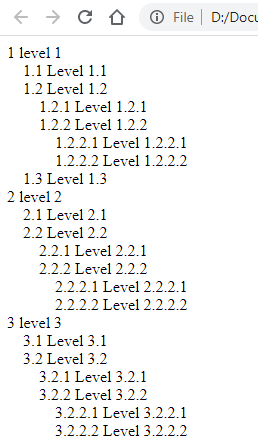 File | D:/Docu
1 level 1
1.1 Level 1.1
1.2 Level 1.2
1.2.1 Level 1.2.1
1.2.2 Level 1.2.2
1.2.2.1 Level 1.2.2.1
1.2.2.2 Level 1.2.2.2
1.3 Level 1.3
2 level 2
2.1 Level 2.1
2.2 Level 2.2
2.2.1 Level 2.2.1
2.2.2 Level 2.2.2
2.2.2.1 Level 2.2.2.1
2.2.2.2 Level 2.2.2.2
3 level 3
3.1 Level 3.1
3.2 Level 3.2
3.2.1 Level 3.2.1
3.2.2 Level 3.2.2
3.2.2.1 Level 3.2.2.1
3.2.2.2 Level 3.2.2.2